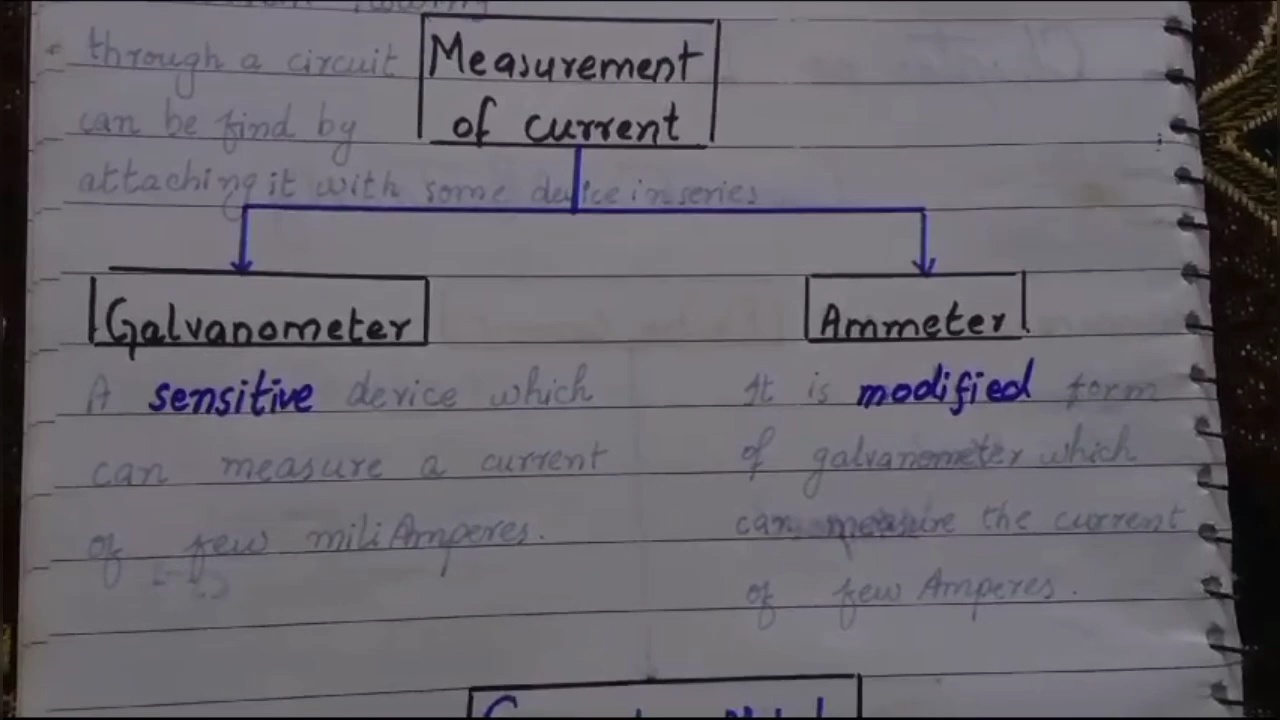 through a circuit
can be find by
attaching it with some device in series
Measurement
of current
Galvanometer
A sensitive device which
can measure a current
of few miliAmperes.
Ammeter
It is modified form
of galvanometer which
can measure the current
of few Amperes.